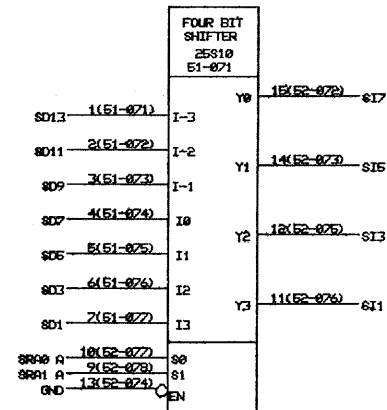 FOUR BIT
SHIFTER
25S10
51-071
Y0 15(52-072) SI7
SD13 1(51-071) I-3
SD11 2(51-072) I-2
Y1 14(52-073) SI5
SD9 3(51-073) I-1
SD7 4(51-074) I0
Y2 12(52-075) SI3
SD5 5(51-075) I1
SD3 6(51-076) I2
Y3 11(52-076) SI1
SD1 7(51-077) I3
SRA0 A 10(52-077) S0
SRA1 A 9(52-078) S1
GND 13(52-074) EN